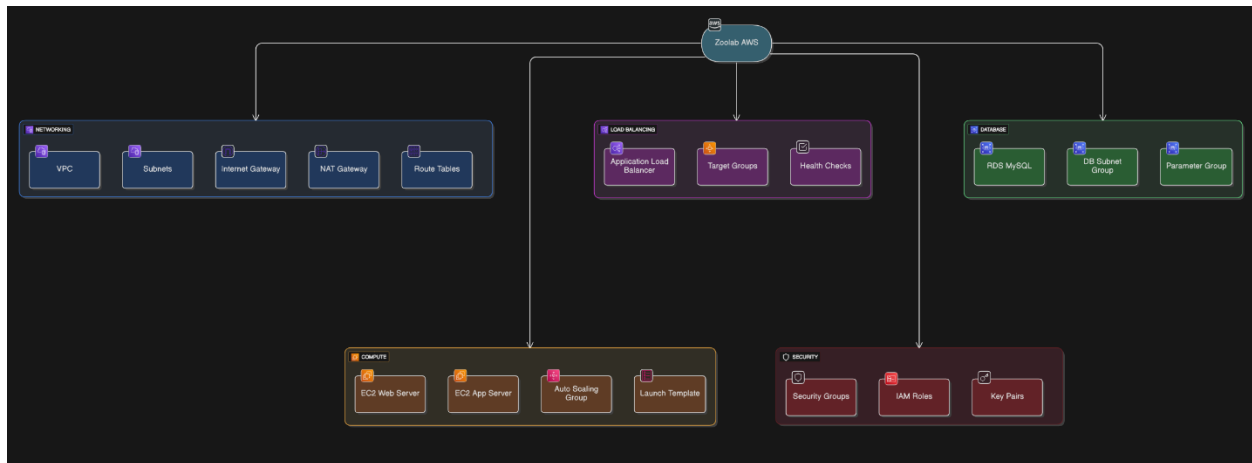 aws
Zoolab AWS
NETWORKING
VPC
Subnets
Internet Gateway
NAT Gateway
Route Tables
LOAD BALANCING
Application Load
Balancer
Target Groups
Health Checks
DATABASE
RDS MySQL
DB Subnet
Group
Parameter Group
COMPUTE
EC2 Web Server
EC2 App Server
Auto Scaling
Group
Launch Template
SECURITY
Security Groups
IAM Roles
Key Pairs